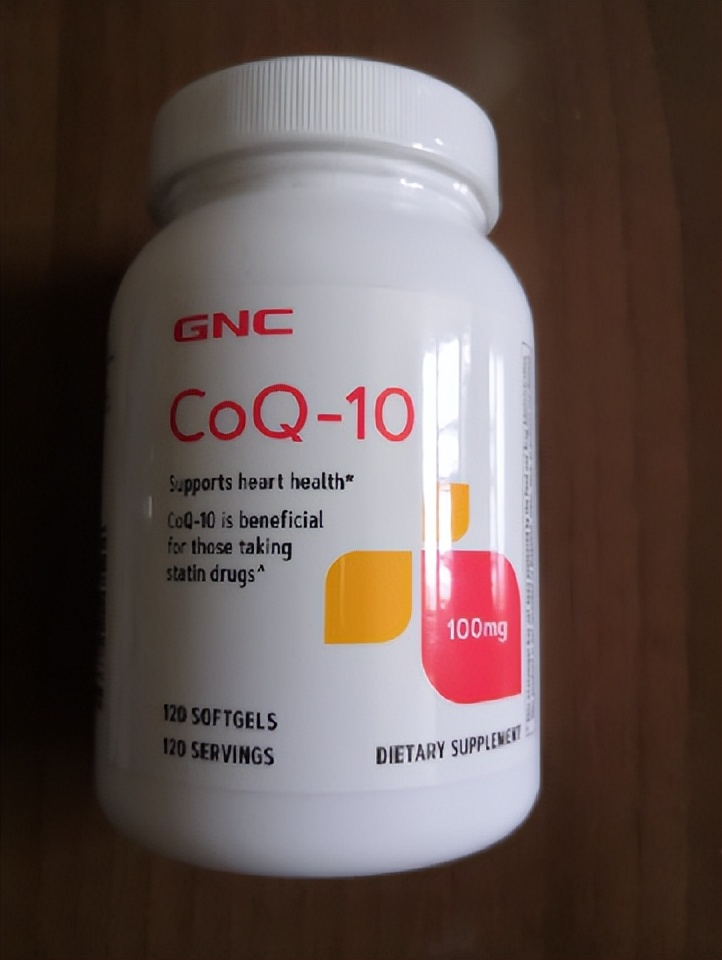 GNC
CoQ-10
Supports heart health*
CoQ-10 is beneficial
for those taking
statin drugs^
100mg
120 SOFTGELS
120 SERVINGS
DIETARY SUPPLEMENT